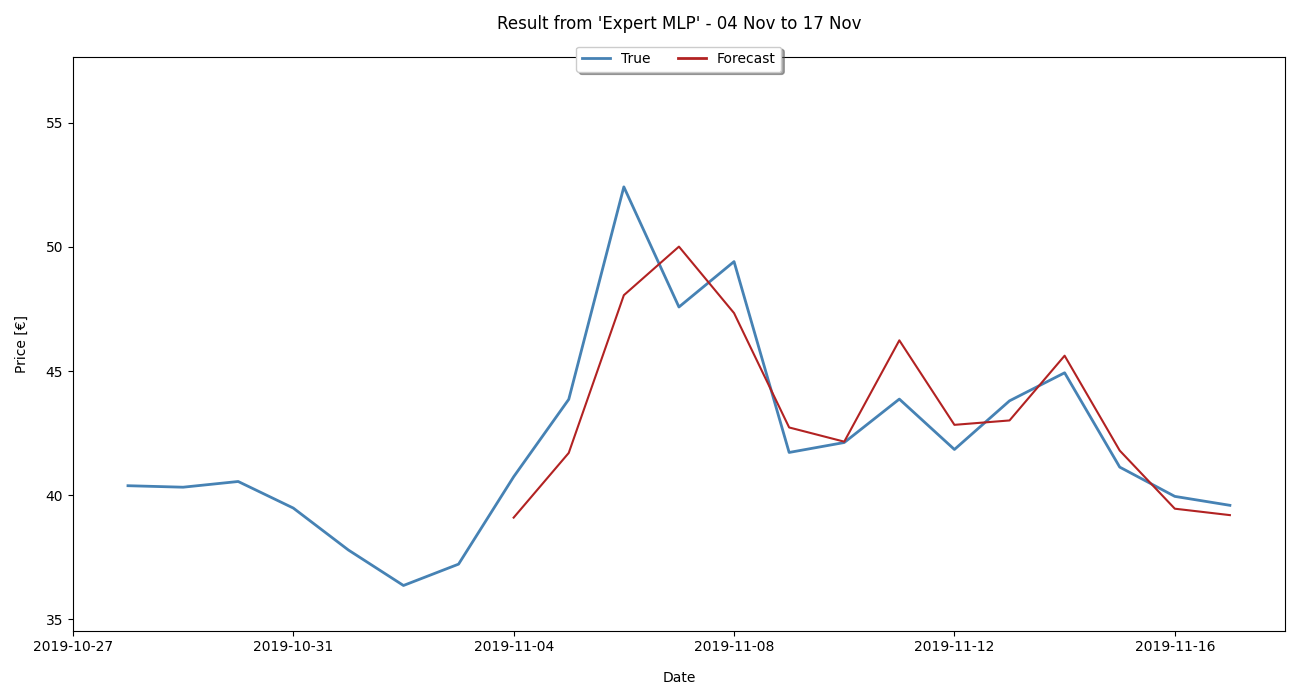 Result from 'Expert MLP' - 04 Nov to 17 Nov
True Forecast
55
50
45
40
35
Price [€]
2019-10-27 2019-10-31 2019-11-04 2019-11-08 2019-11-12 2019-11-16
Date